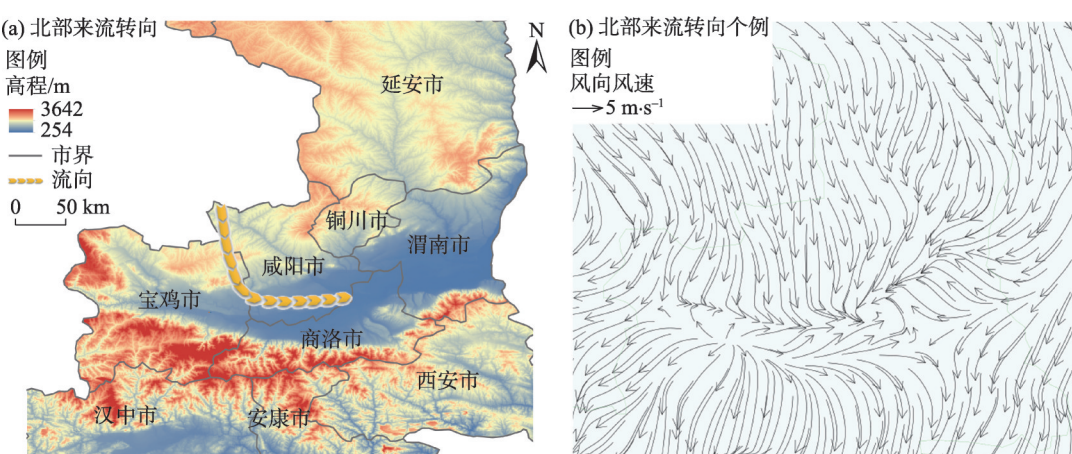 (a) 北部来流转向
图例
高程/m
3642
254
市界
流向
0 50 km
N
延安市
铜川市
渭南市
咸阳市
宝鸡市
商洛市
西安市
汉中市
安康市
(b) 北部来流转向个例
图例
风向风速
5 m·s⁻¹